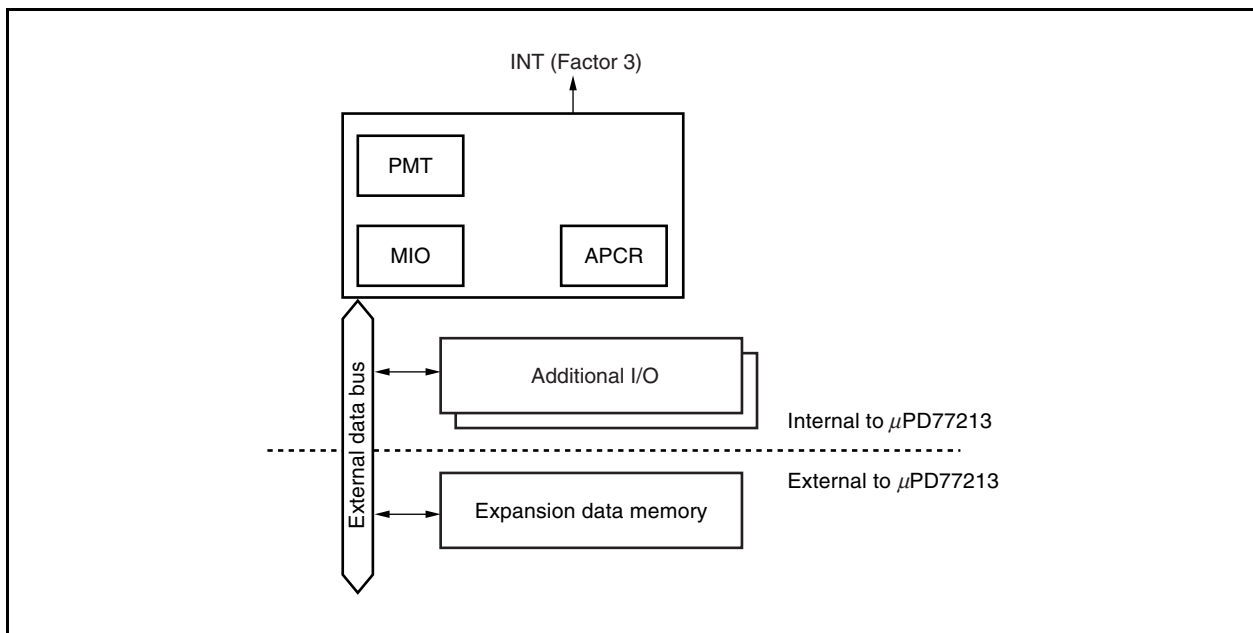 INT (Factor 3)
PMT
MIO
APCR
External data bus
Additional I/O
Internal to μPD77213
External to μPD77213
Expansion data memory